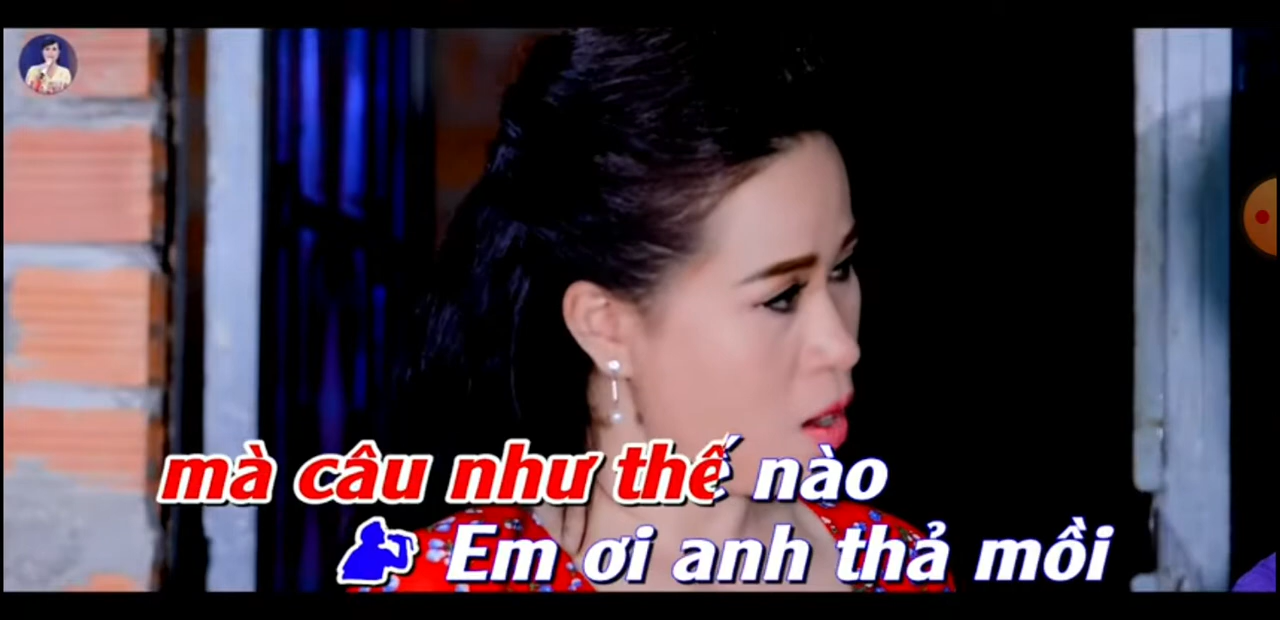 mà câu như thế nào
Em ơi anh thả mồi